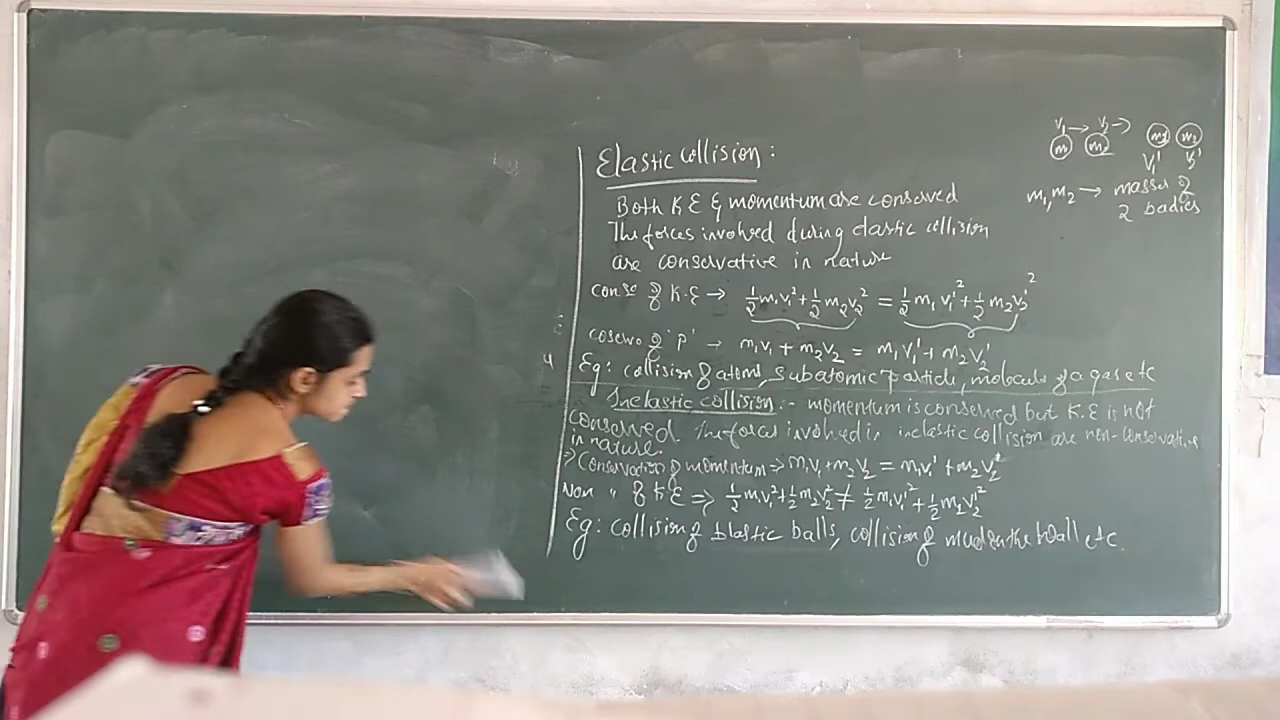 Elastic collision :
Both K E & momentum are conserved
The forces involved during elastic collision
are conservative in nature
conse of K.E → ½m₁v₁² + ½m₂v₂² = ½m₁v₁'² + ½m₂v₂'²
cosevo of 'P' → m₁v₁ + m₂v₂ = m₁v₁' + m₂v₂'
Eg: collision of atoms, subatomic particle, molecules of a gas etc
Inelastic collision :- momentum is conserved but K.E is not
conserved. The forces involved in inelastic collision are non-conservative
in nature.
⇒ Conservation of momentum → m₁v₁ + m₂v₂ = m₁v₁' + m₂v₂'
Non " of K E ⇒ ½m₁v₁² + ½m₂v₂² ≠ ½m₁v₁'² + ½m₂v₂'²
Eg: collision of plastic balls, collision of mud on the wall etc.
v₁ → v₂ →
m₁ m₂ m₁ m₂
v₁' v₂'
m₁, m₂ → masses of
2 bodies